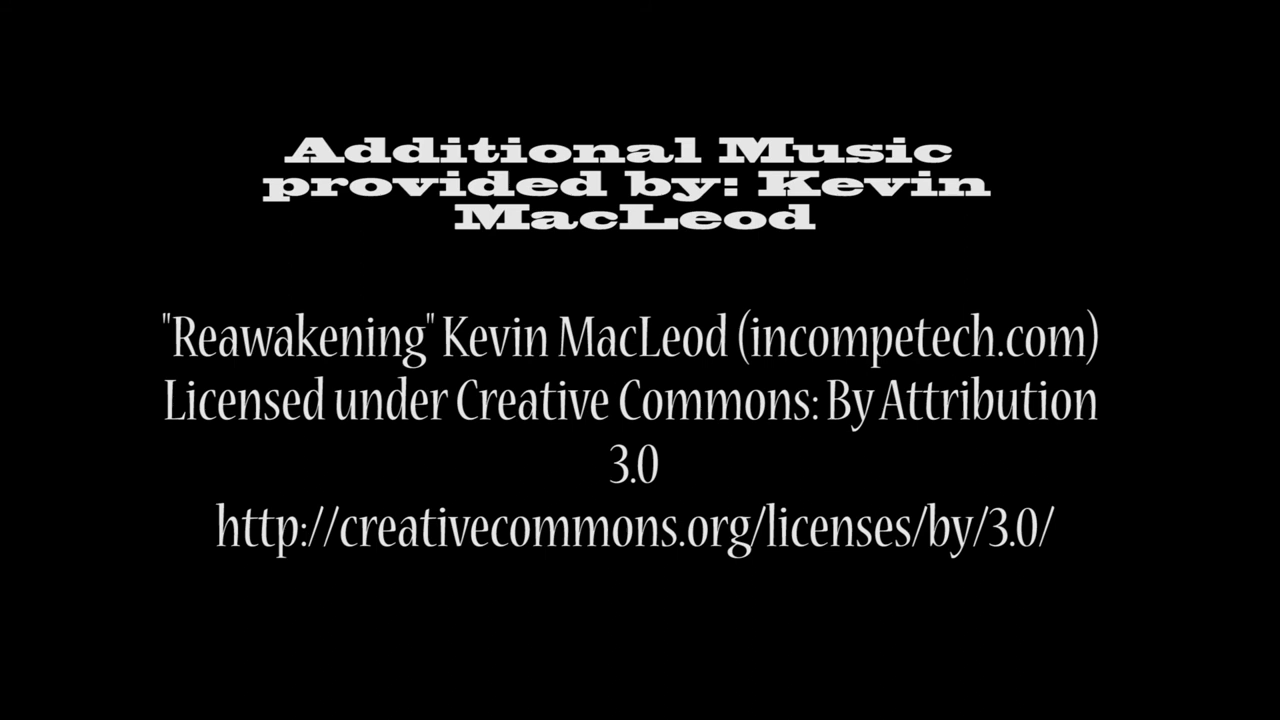 Additional Music
provided by: Kevin
MacLeod
"Reawakening" Kevin MacLeod (incompetech.com)
Licensed under Creative Commons: By Attribution
3.0
http://creativecommons.org/licenses/by/3.0/